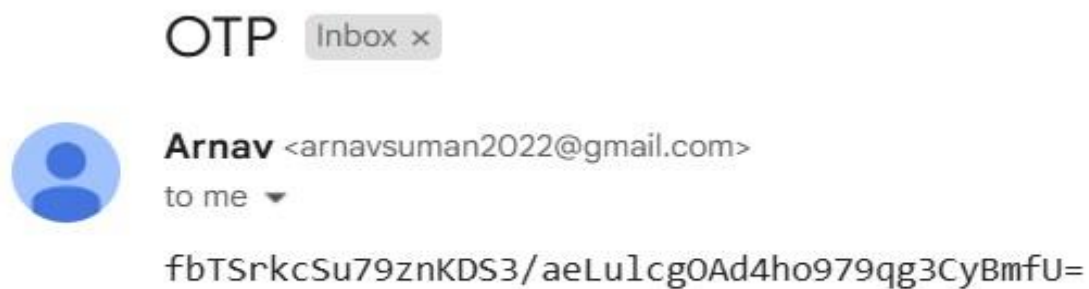 OTP Inbox ×
Arnav <arnavsuman2022@gmail.com>
to me
fbTSrkcSu79znKDS3/aeLulcgOAd4ho979qg3CyBmfU=